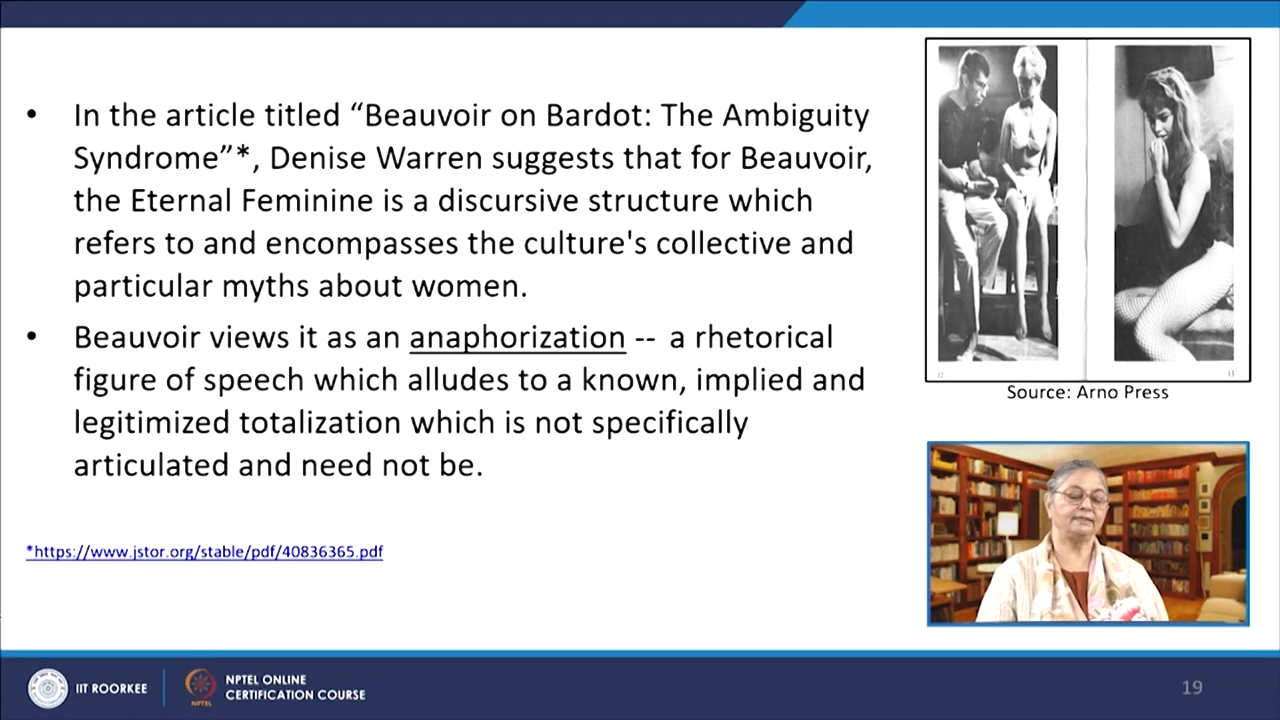 • In the article titled “Beauvoir on Bardot: The Ambiguity
Syndrome”*, Denise Warren suggests that for Beauvoir,
the Eternal Feminine is a discursive structure which
refers to and encompasses the culture's collective and
particular myths about women.
• Beauvoir views it as an anaphorization -- a rhetorical
figure of speech which alludes to a known, implied and
legitimized totalization which is not specifically
articulated and need not be.
*https://www.jstor.org/stable/pdf/40836365.pdf
12
13
Source: Arno Press
IIT ROORKEE
NPTEL
NPTEL ONLINE
CERTIFICATION COURSE
19